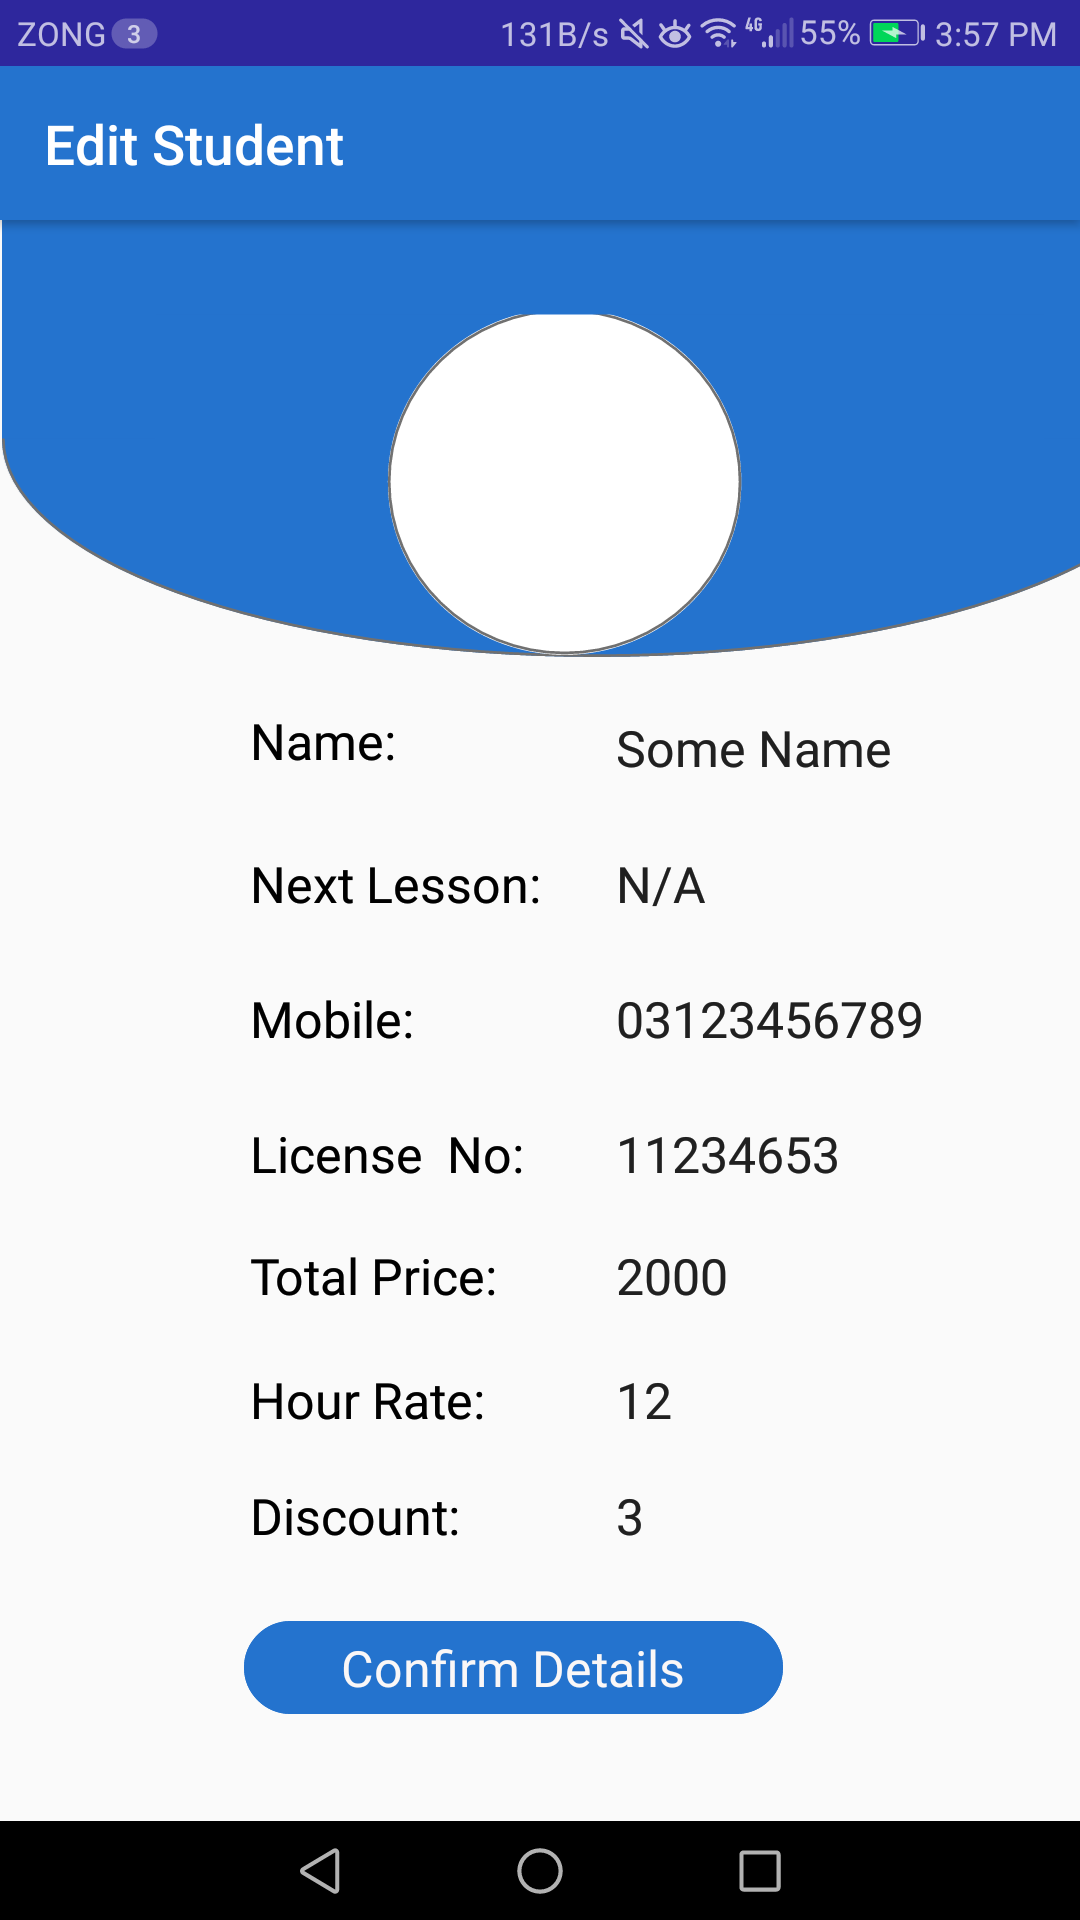 ZONG 3 131B/s 4G 55% 3:57 PM
Edit Student
Name: Some Name
Next Lesson: N/A
Mobile: 03123456789
License  No: 11234653
Total Price: 2000
Hour Rate: 12
Discount: 3
Confirm Details